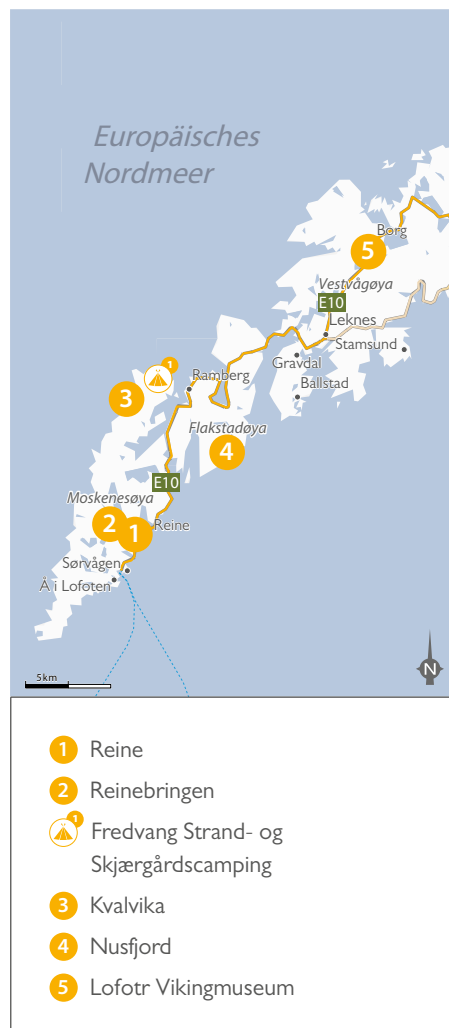 Europäisches
Nordmeer
Borg
5
Vestvågøya
E10
Leknes
Stamsund
Gravdal
Ballstad
1
Ramberg
3
Flakstadøya
4
E10
Moskenesøya
2
1
Reine
Sørvågen
Å i Lofoten
5km
N
1 Reine
2 Reinebringen
1
Fredvang Strand- og
Skjærgårdscamping
3 Kvalvika
4 Nusfjord
5 Lofotr Vikingmuseum